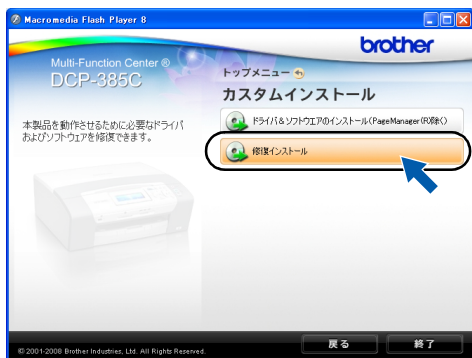 Macromedia Flash Player 8
brother
Multi-Function Center ®
DCP-385C
トップメニュー
カスタムインストール
本製品を動作させるために必要なドライバ
およびソフトウェアを修復できます。
ドライバ&ソフトウエアのインストール(PageManager(R)除く)
修復インストール
© 2001-2008 Brother Industries, Ltd. All Rights Reserved.
戻る
終了